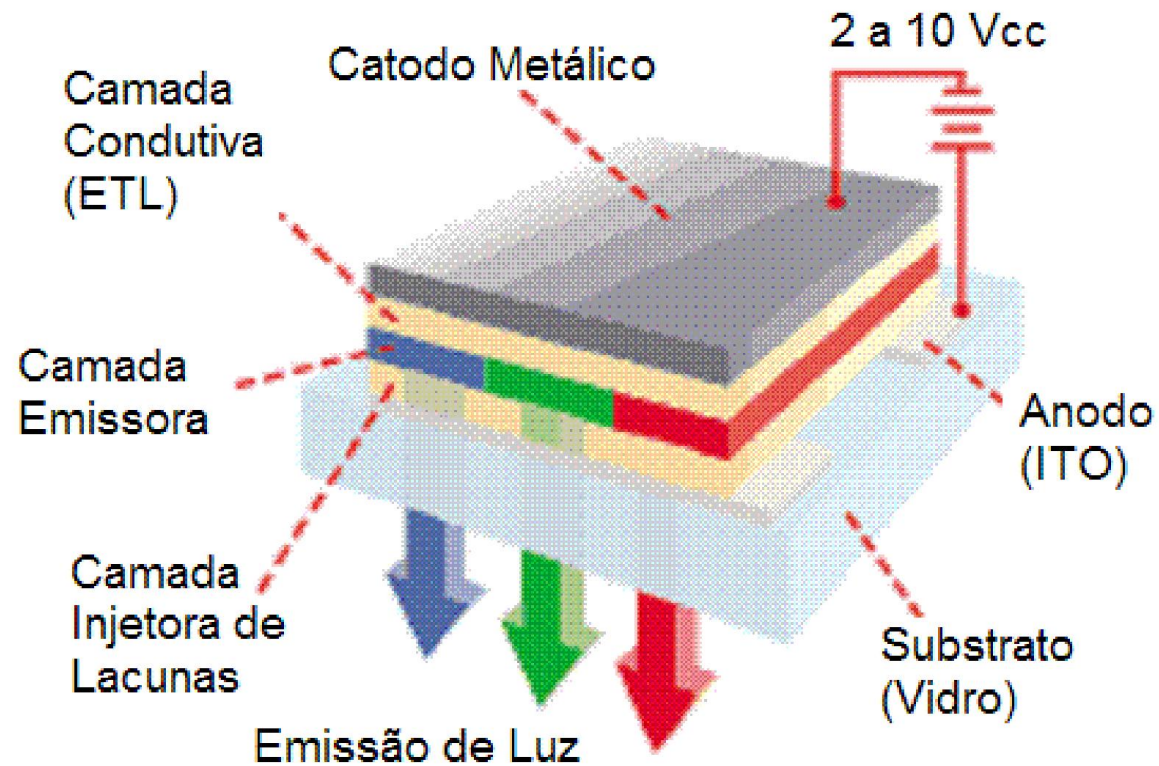 2 a 10 Vcc
Catodo Metálico
Camada
Condutiva
(ETL)
Camada
Emissora
Anodo
(ITO)
Camada
Injetora de
Lacunas
Substrato
(Vidro)
Emissão de Luz